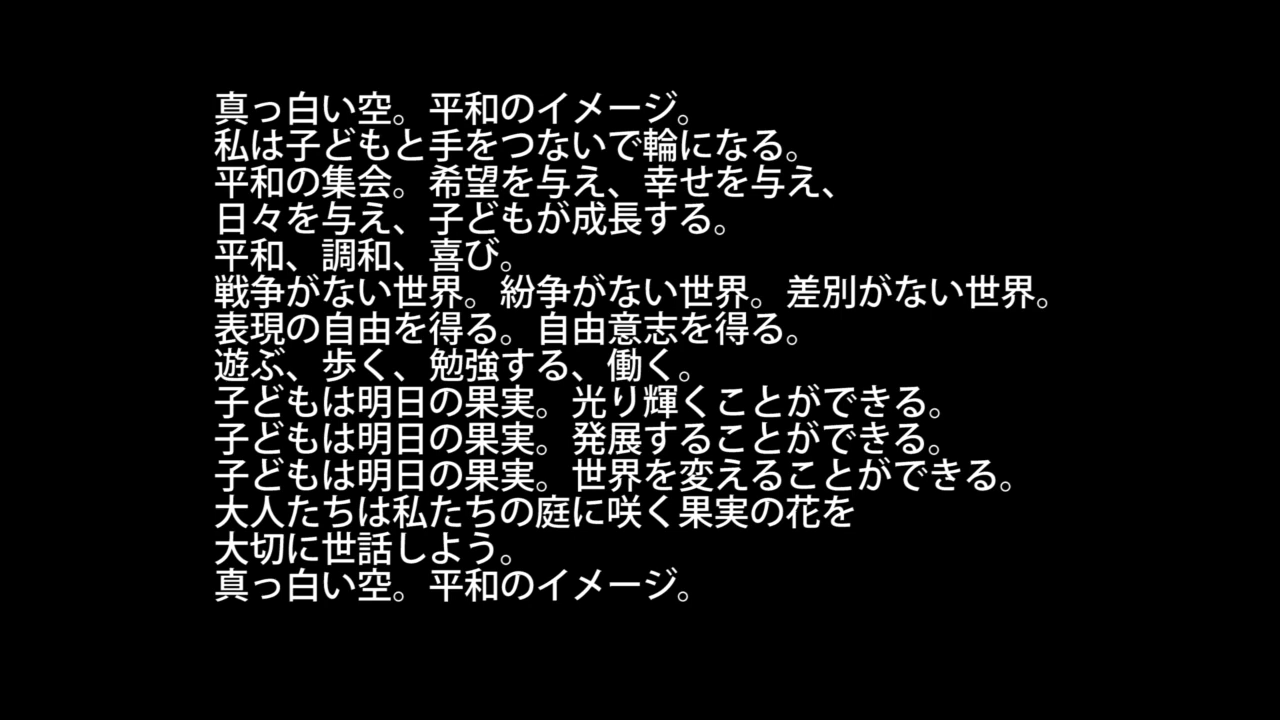 真っ白い空。平和のイメージ。
私は子どもと手をつないで輪になる。
平和の集会。希望を与え、幸せを与え、
日々を与え、子どもが成長する。
平和、調和、喜び。
戦争がない世界。紛争がない世界。差別がない世界。
表現の自由を得る。自由意志を得る。
遊ぶ、歩く、勉強する、働く。
子どもは明日の果実。光り輝くことができる。
子どもは明日の果実。発展することができる。
子どもは明日の果実。世界を変えることができる。
大人たちは私たちの庭に咲く果実の花を
大切に世話しよう。
真っ白い空。平和のイメージ。